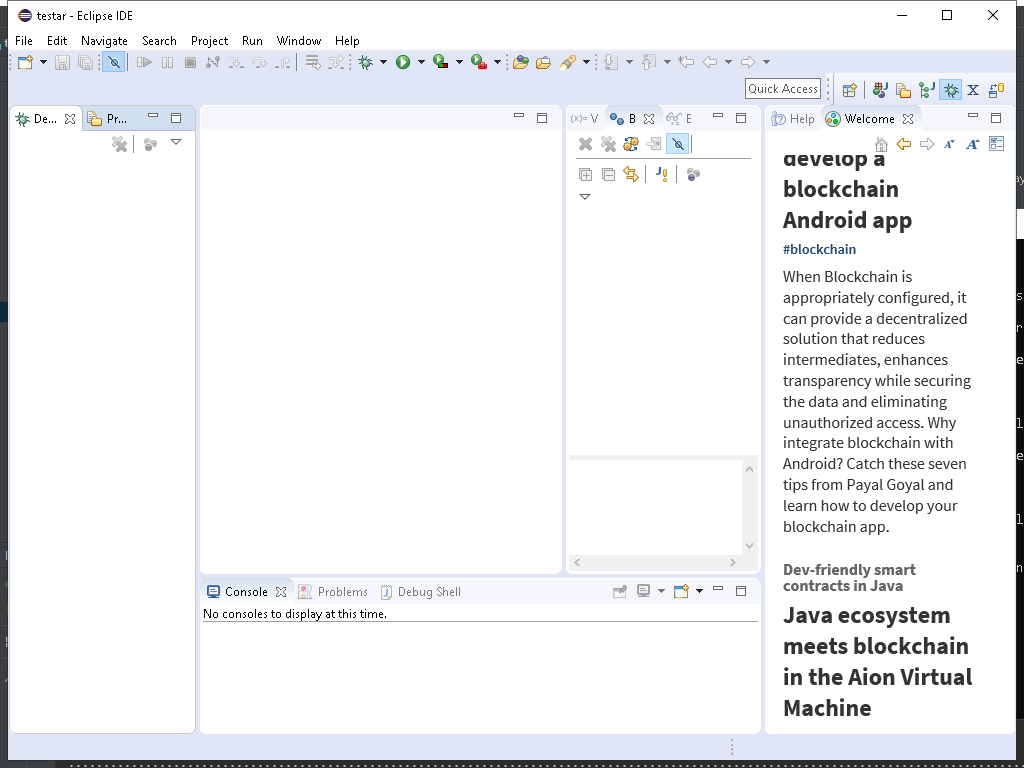 testar - Eclipse IDE
File Edit Navigate Search Project Run Window Help
Quick Access
De... Pr... (x)= V B E Help Welcome
develop a
blockchain
Android app
#blockchain
When Blockchain is
appropriately configured, it
can provide a decentralized
solution that reduces
intermediates, enhances
transparency while securing
the data and eliminating
unauthorized access. Why
integrate blockchain with
Android? Catch these seven
tips from Payal Goyal and
learn how to develop your
blockchain app.
Dev-friendly smart
contracts in Java
Java ecosystem
meets blockchain
in the Aion Virtual
Machine
Console Problems Debug Shell
No consoles to display at this time.